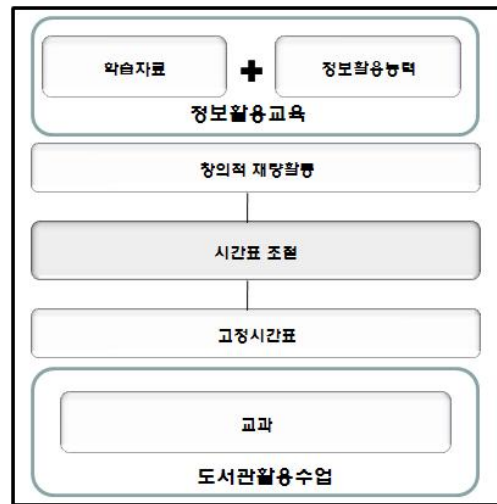 학습자료 + 정보활용능력
정보활용교육
창의적 재량활동
시간표 조절
고정시간표
교과
도서관활용수업